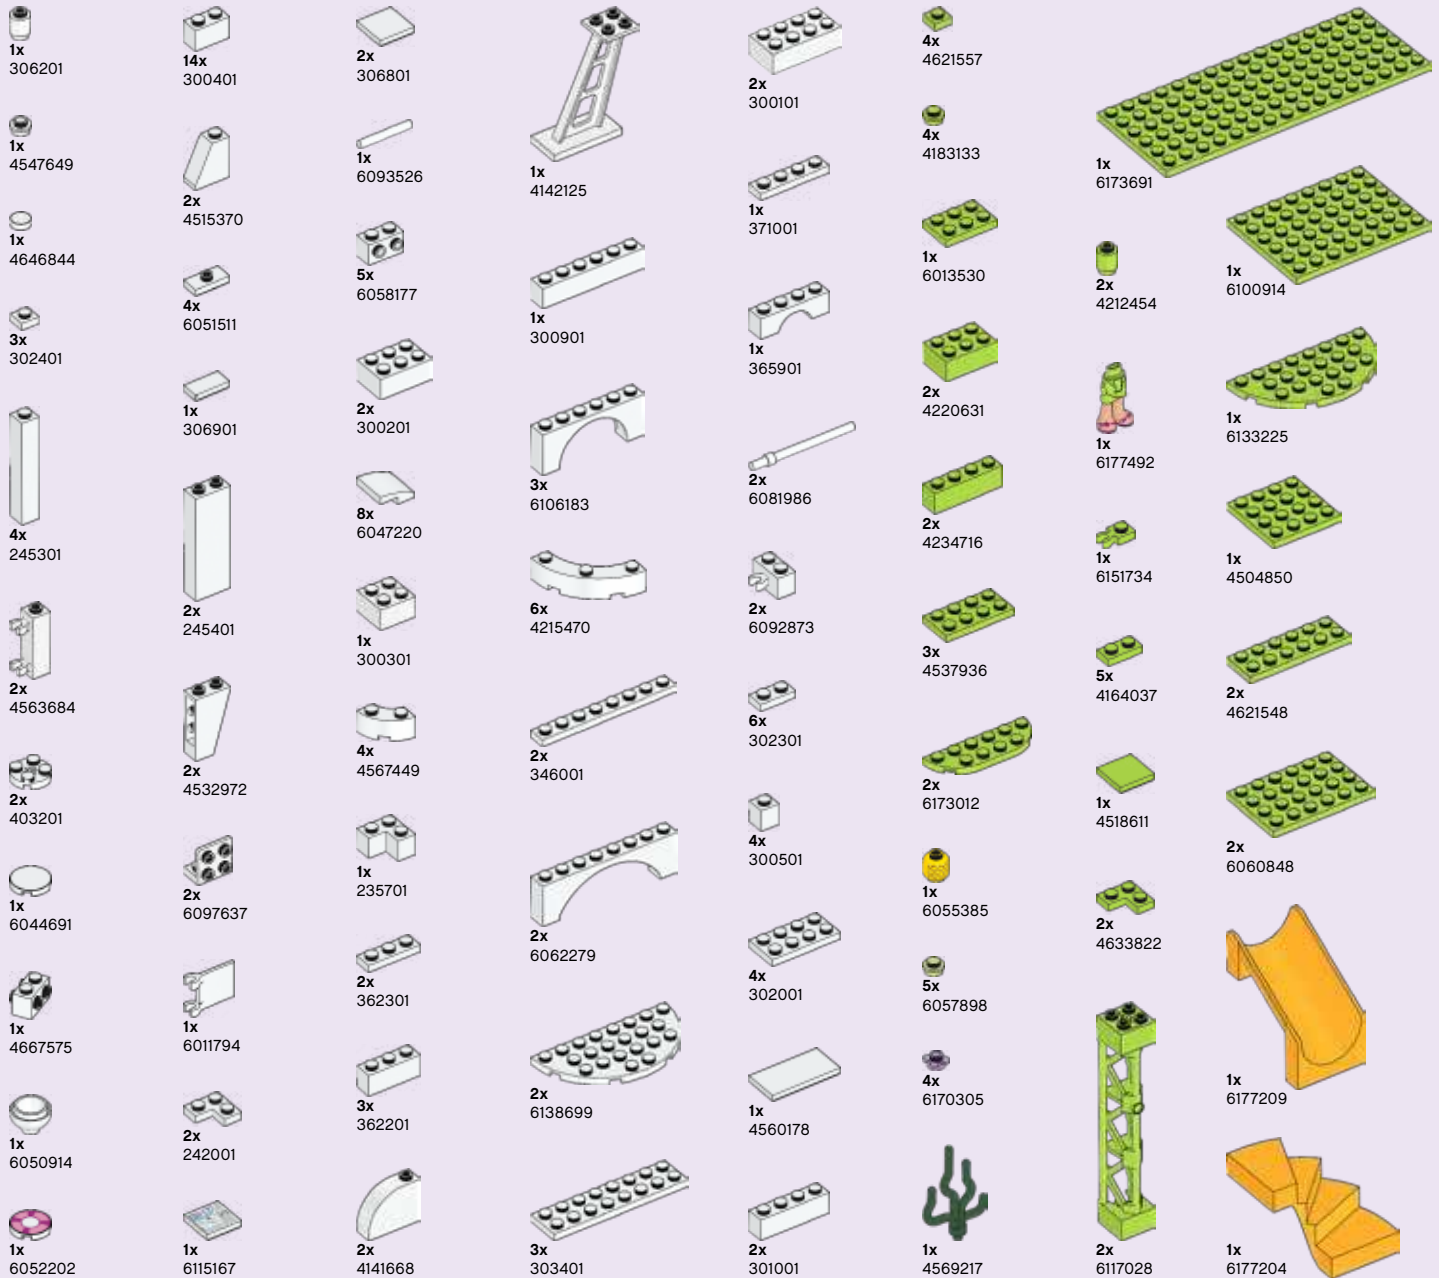 1x
306201
1x
4547649
1x
4646844
3x
302401
4x
245301
2x
4563684
2x
403201
1x
6044691
1x
4667575
1x
6050914
1x
6052202
14x
300401
2x
4515370
4x
6051511
1x
306901
2x
245401
2x
4532972
2x
6097637
1x
6011794
2x
242001
1x
6115167
2x
306801
1x
6093526
5x
6058177
2x
300201
8x
6047220
1x
300301
4x
4567449
1x
235701
2x
362301
3x
362201
2x
4141668
1x
4142125
1x
300901
3x
6106183
6x
4215470
2x
346001
2x
6062279
2x
6138699
3x
303401
2x
300101
1x
371001
1x
365901
2x
6081986
2x
6092873
6x
302301
4x
300501
4x
302001
1x
4560178
2x
301001
4x
4621557
4x
4183133
1x
6013530
2x
4220631
2x
4234716
3x
4537936
2x
6173012
1x
6055385
5x
6057898
4x
6170305
1x
4569217
1x
6173691
2x
4212454
1x
6177492
1x
6151734
5x
4164037
1x
4518611
2x
4633822
2x
6117028
1x
6100914
1x
6133225
1x
4504850
2x
4621548
2x
6060848
1x
6177209
1x
6177204